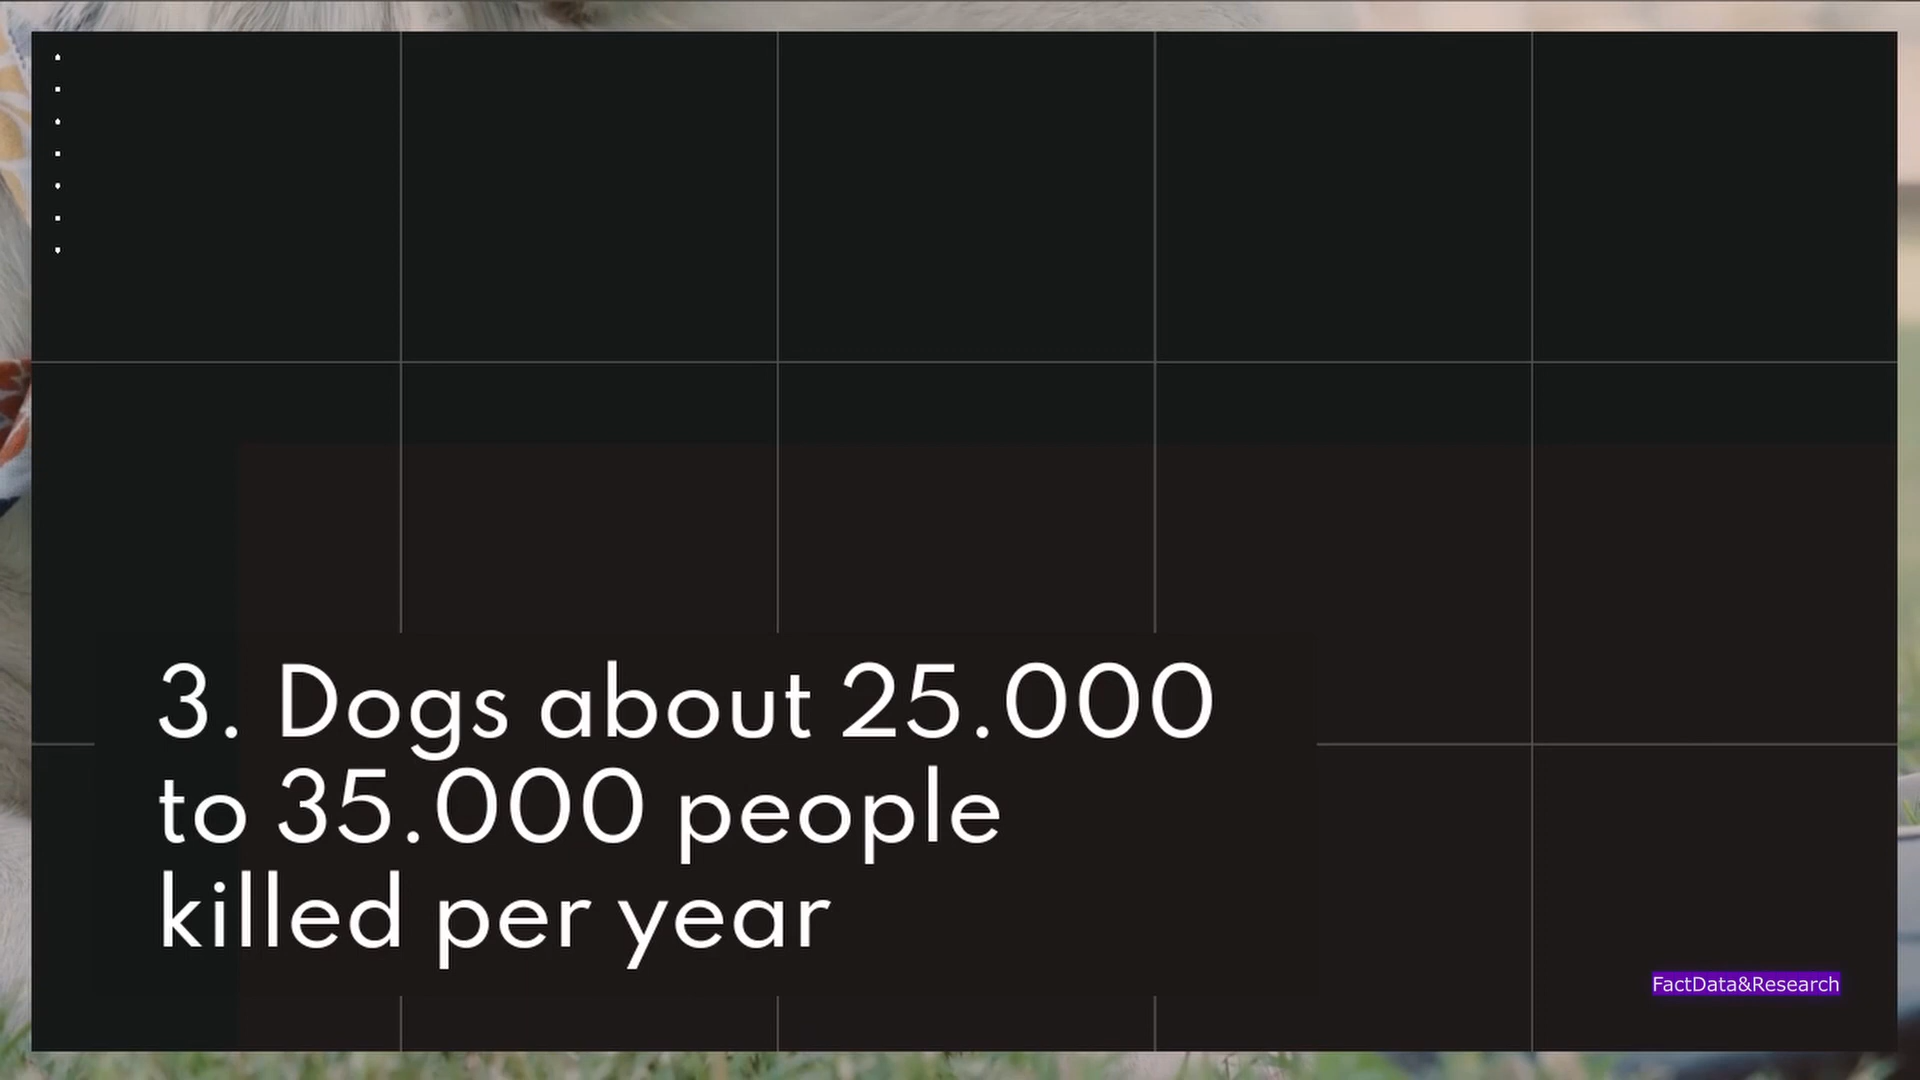 3. Dogs about 25.000
to 35.000 people
killed per year
FactData&Research